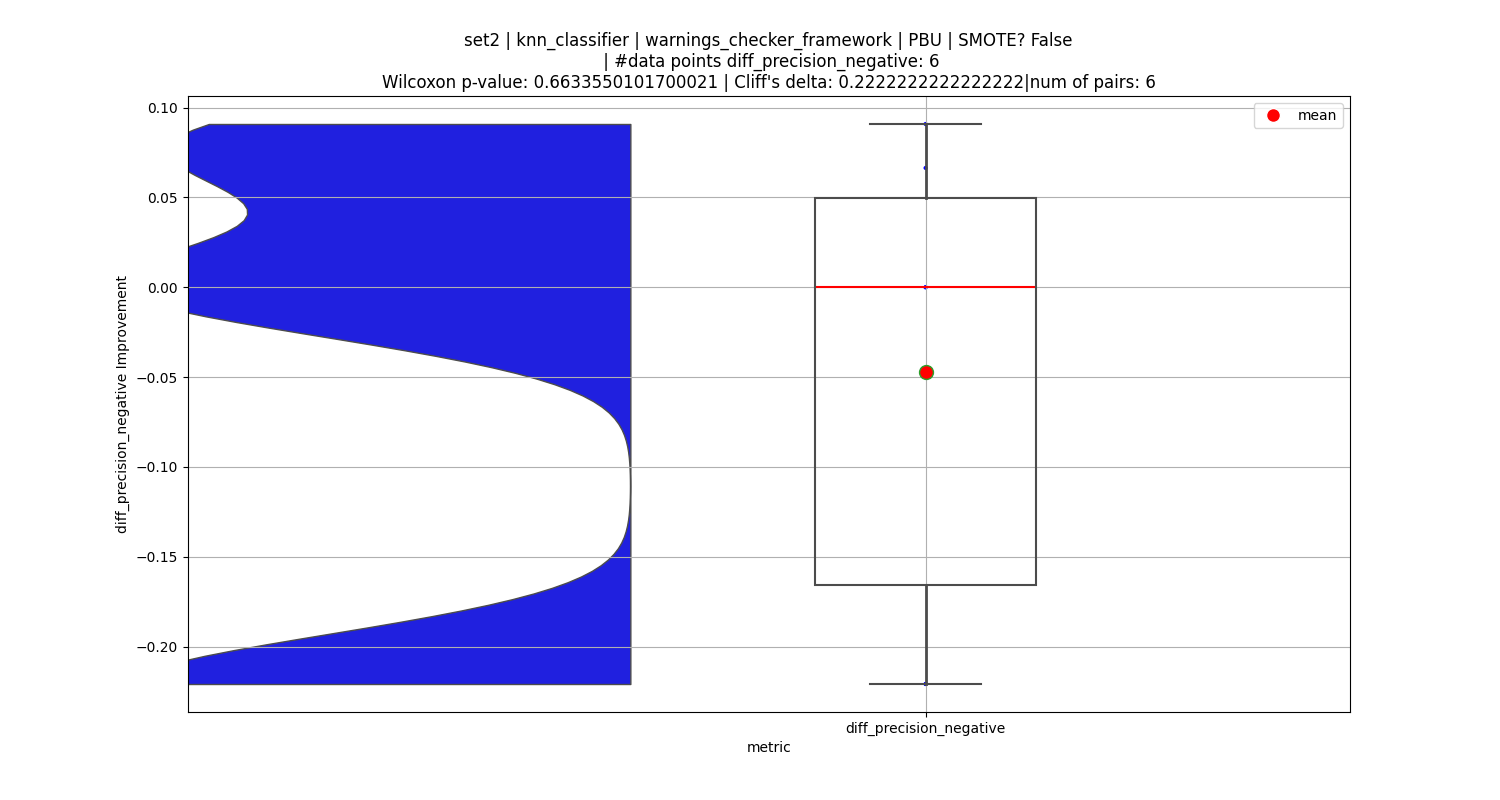 set2 | knn_classifier | warnings_checker_framework | PBU | SMOTE? False
| #data points diff_precision_negative: 6
Wilcoxon p-value: 0.6633550101700021 | Cliff's delta: 0.2222222222222222|num of pairs: 6
mean
0.10
0.05
0.00
−0.05
−0.10
−0.15
−0.20
diff_precision_negative Improvement
diff_precision_negative
metric